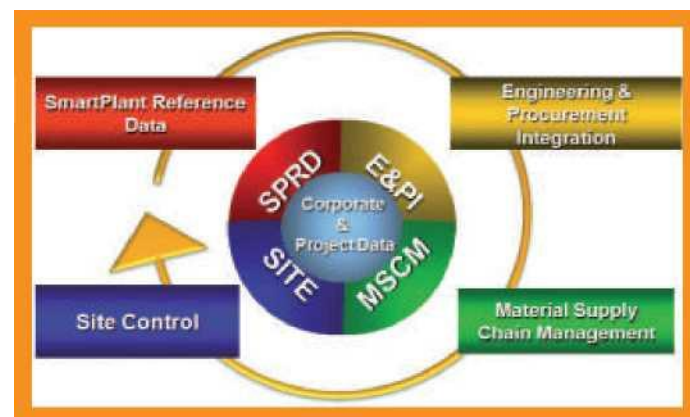 SmartPlant Reference
Data
Engineering &
Procurement
Integration
SPRD
E&PI
Corporate
&
Project Data
SITE
MSCM
Site Control
Material Supply
Chain Management